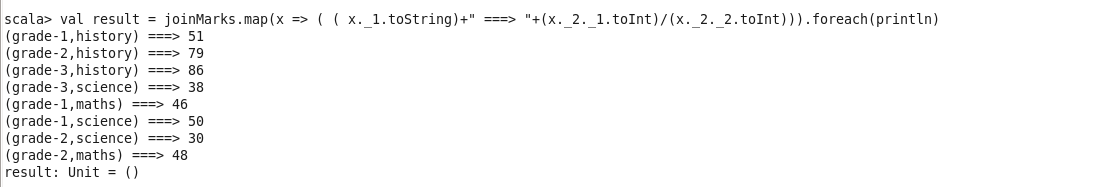 scala> val result = joinMarks.map(x => ( ( x._1.toString)+" ===> "+(x._2._1.toInt)/(x._2._2.toInt))).foreach(println)
(grade-1,history) ===> 51
(grade-2,history) ===> 79
(grade-3,history) ===> 86
(grade-3,science) ===> 38
(grade-1,maths) ===> 46
(grade-1,science) ===> 50
(grade-2,science) ===> 30
(grade-2,maths) ===> 48
result: Unit = ()